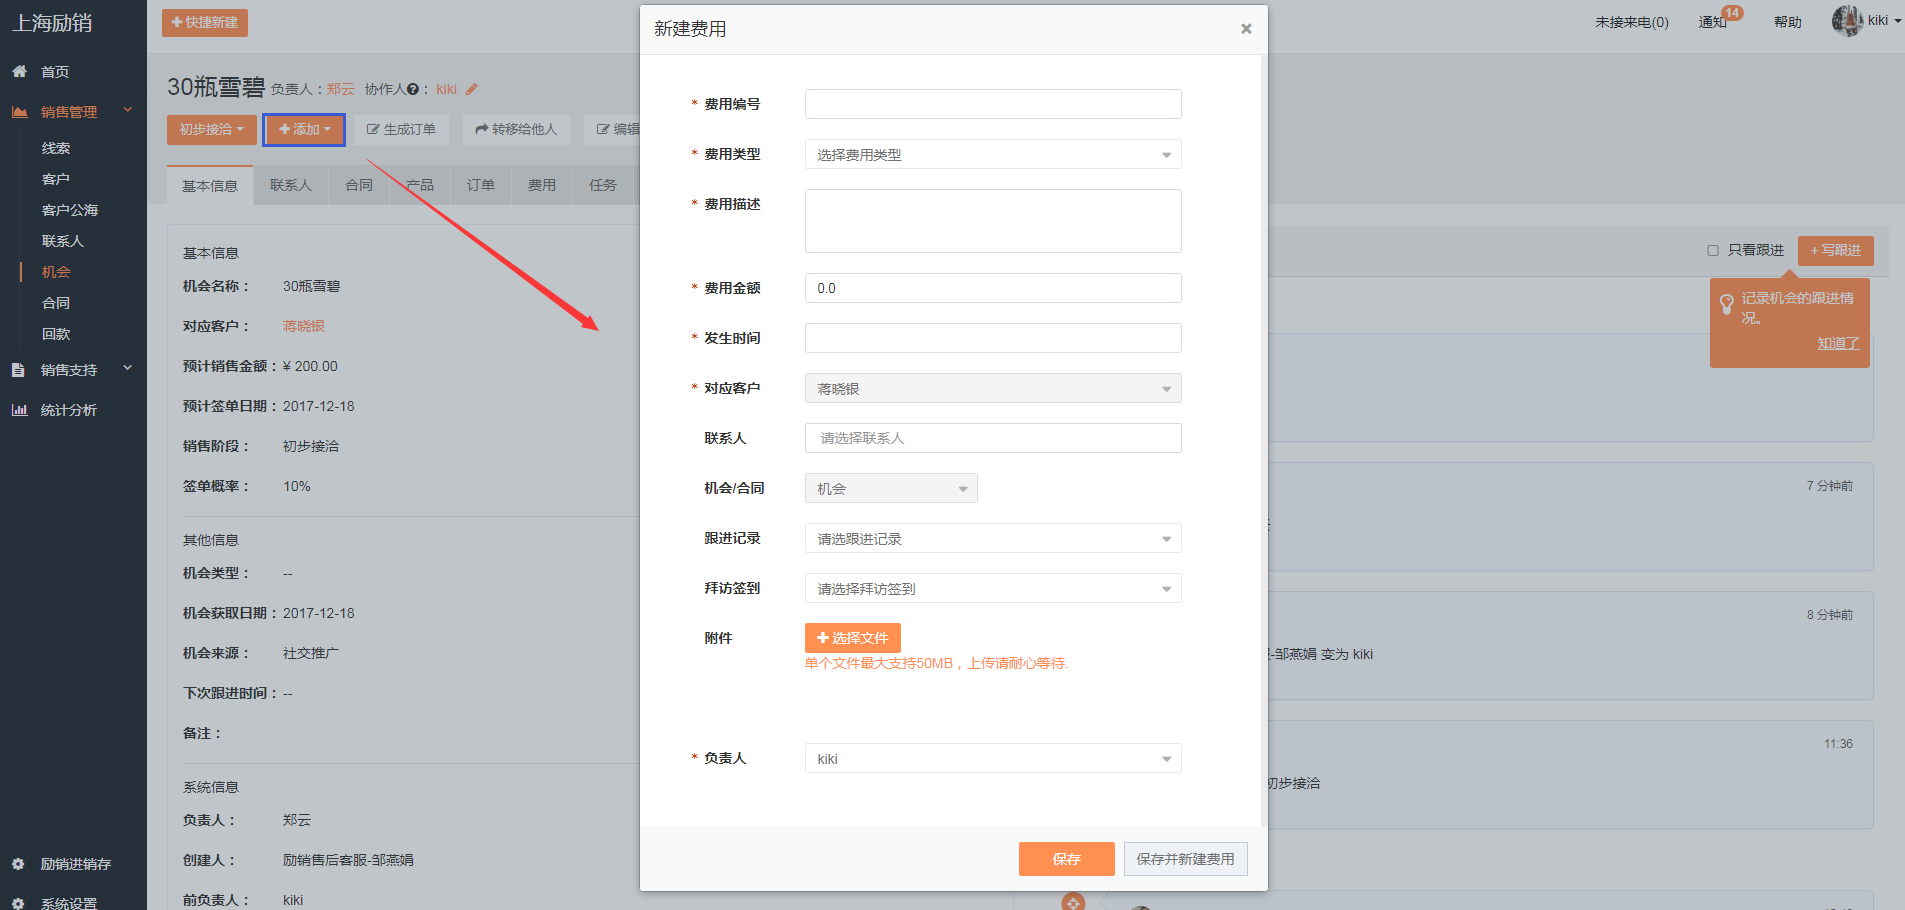 上海励销
快捷新建
未接来电(0)
通知
14
帮助
kiki
首页
销售管理
线索
客户
客户公海
联系人
机会
合同
回款
销售支持
统计分析
励销进销存
系统设置
30瓶雪碧 负责人：郑云 协作人?： kiki
初步接洽
添加
生成订单
转移给他人
编辑
基本信息
联系人
合同
产品
订单
费用
任务
基本信息
机会名称： 30瓶雪碧
对应客户： 蒋晓银
预计销售金额：¥ 200.00
预计签单日期：2017-12-18
销售阶段： 初步接洽
签单概率： 10%
其他信息
机会类型： --
机会获取日期：2017-12-18
机会来源： 社交推广
下次跟进时间：--
备注：
系统信息
负责人： 郑云
创建人： 励销售后客服-邹燕娟
前负责人： kiki
新建费用
×
* 费用编号
* 费用类型 选择费用类型
* 费用描述
* 费用金额 0.0
* 发生时间
* 对应客户 蒋晓银
联系人 请选择联系人
机会/合同 机会
跟进记录 请选跟进记录
拜访签到 请选择拜访签到
附件 选择文件
单个文件最大支持50MB，上传请耐心等待.
* 负责人 kiki
保存
保存并新建费用
只看跟进
+ 写跟进
记录机会的跟进情
况。
知道了
7 分钟前
8 分钟前
-邹燕娟 变为 kiki
11:36
初步接洽